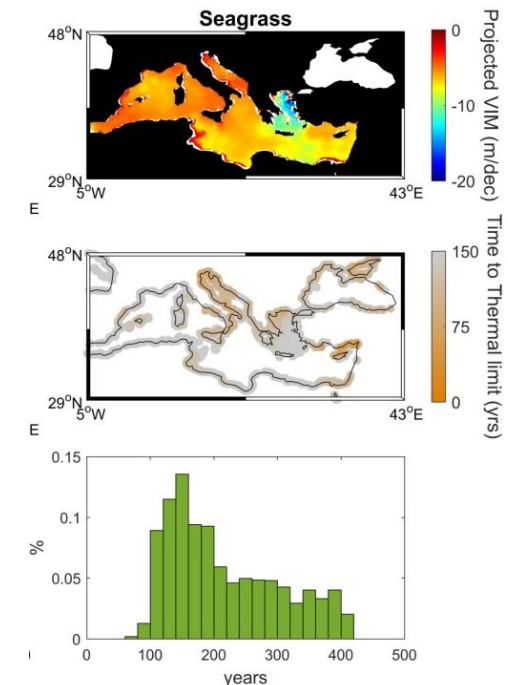 Seagrass
48°N
29°N
5°W
43°E
E
0
-10
-20
Projected VIM (m/dec)
48°N
29°N
5°W
43°E
E
150
75
0
Time to Thermal limit (yrs)
0.15
0.1
0.05
0
%
0
100
200
300
400
500
years